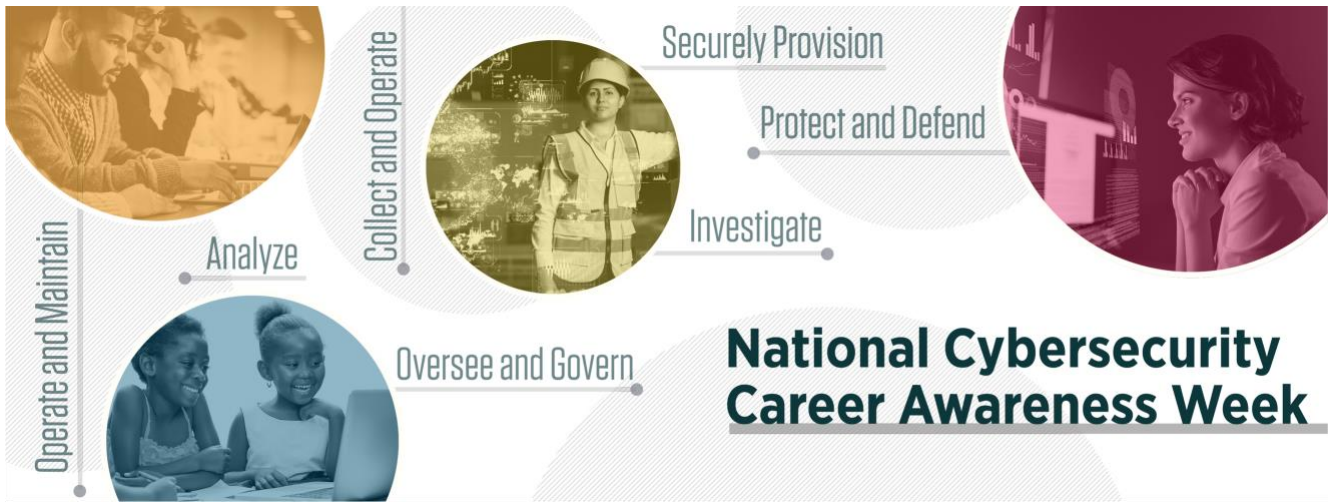 Operate and Maintain
Analyze
Collect and Operate
Oversee and Govern
Securely Provision
Protect and Defend
Investigate
National Cybersecurity
Career Awareness Week